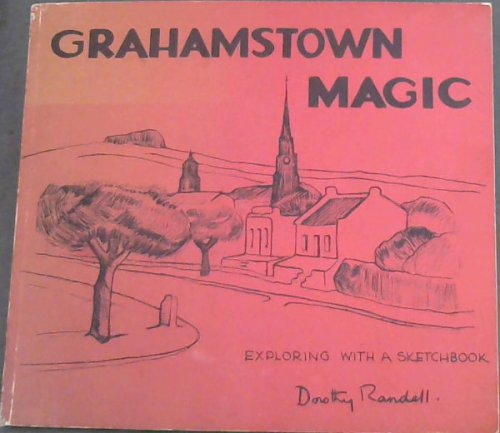 GRAHAMSTOWN
MAGIC
EXPLORING WITH A SKETCHBOOK
Dorothy Randell.